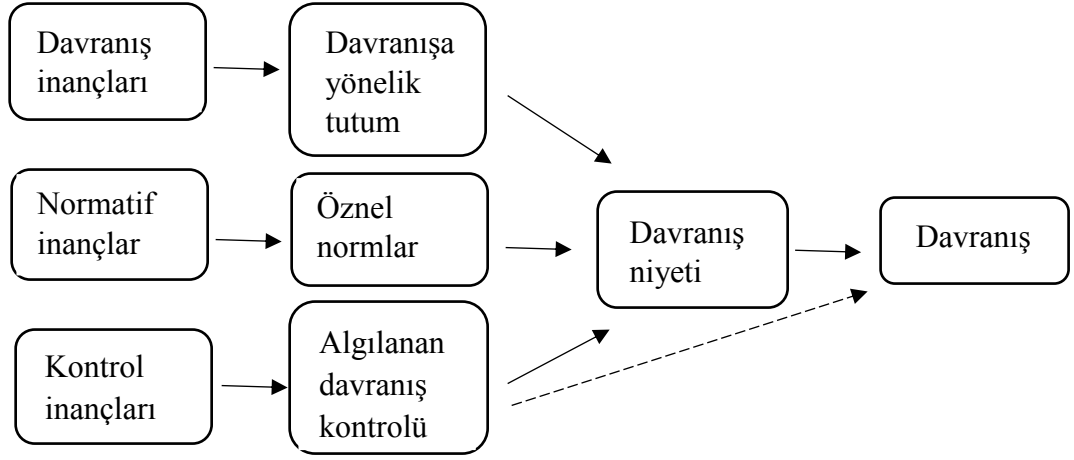 Davranış
inançları
Davranışa
yönelik
tutum
Normatif
inançlar
Öznel
normlar
Davranış
niyeti
Davranış
Kontrol
inançları
Algılanan
davranış
kontrolü